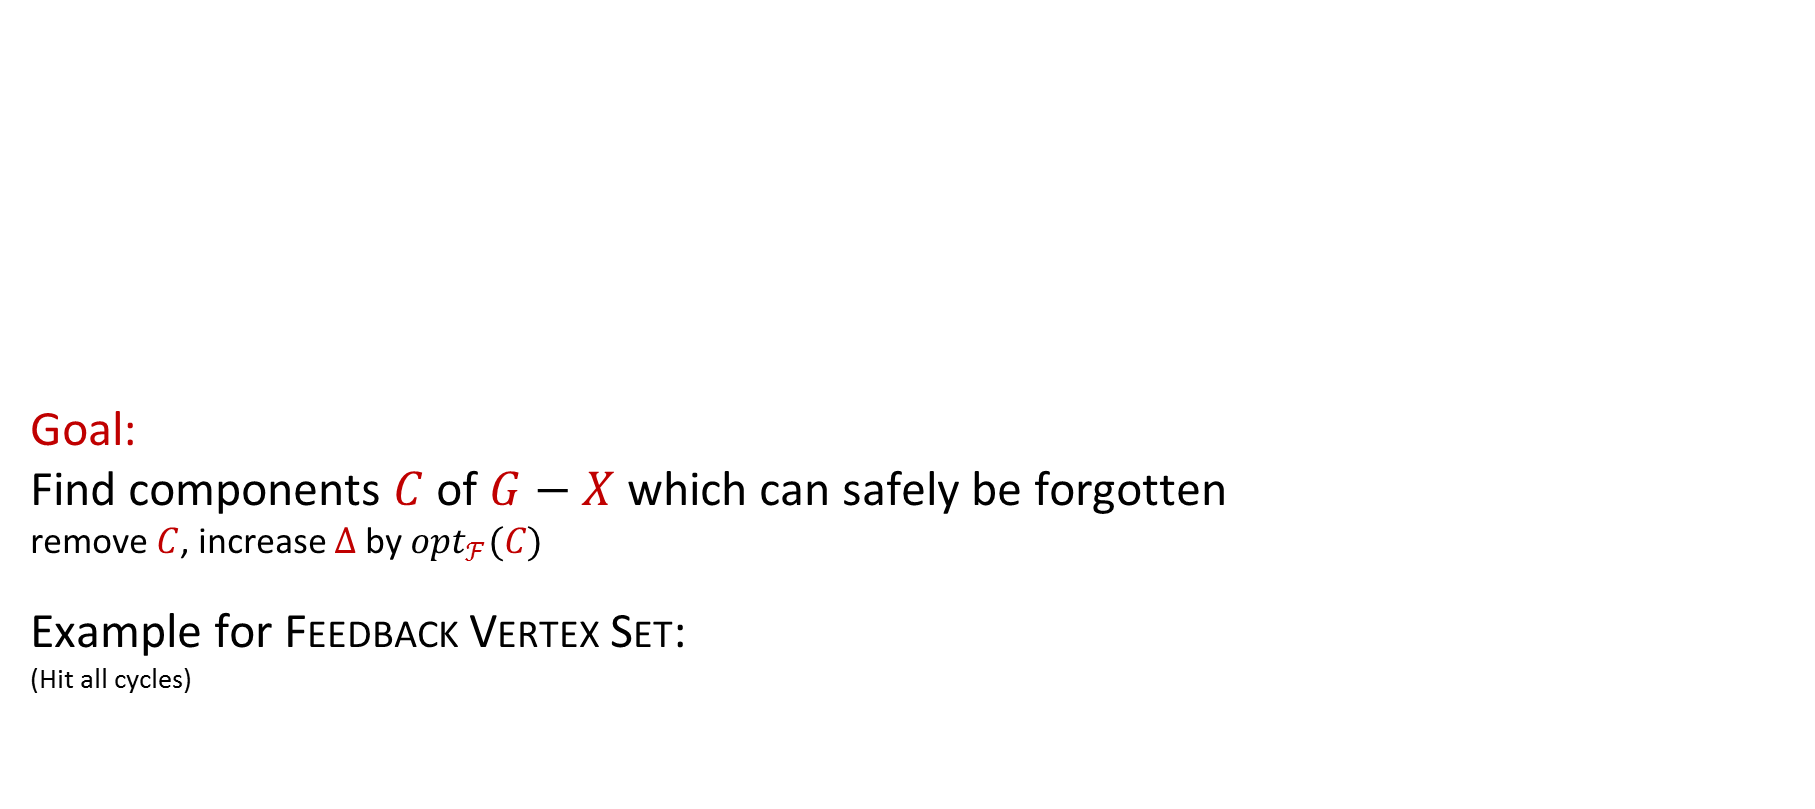 Goal:
Find components C of G − X which can safely be forgotten
remove C, increase Δ by opt_ℱ(C)
Example for FEEDBACK VERTEX SET:
(Hit all cycles)